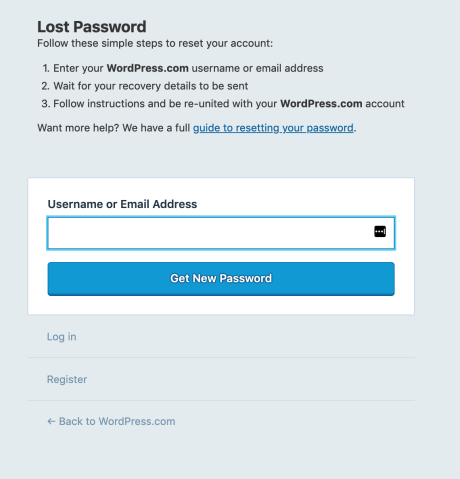 Lost Password
Follow these simple steps to reset your account:
1. Enter your WordPress.com username or email address
2. Wait for your recovery details to be sent
3. Follow instructions and be re-united with your WordPress.com account
Want more help? We have a full guide to resetting your password.
Username or Email Address
Get New Password
Log in
Register
← Back to WordPress.com